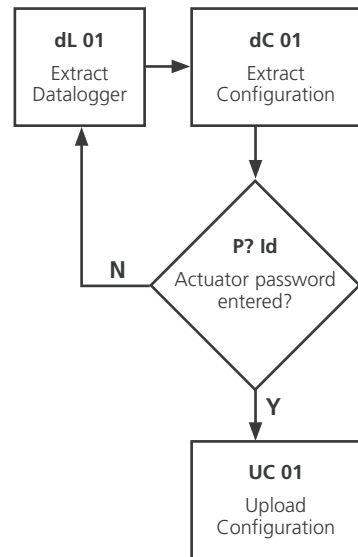 dL 01
Extract
Datalogger
dC 01
Extract
Configuration
P? Id
Actuator password
entered?
N
Y
UC 01
Upload
Configuration